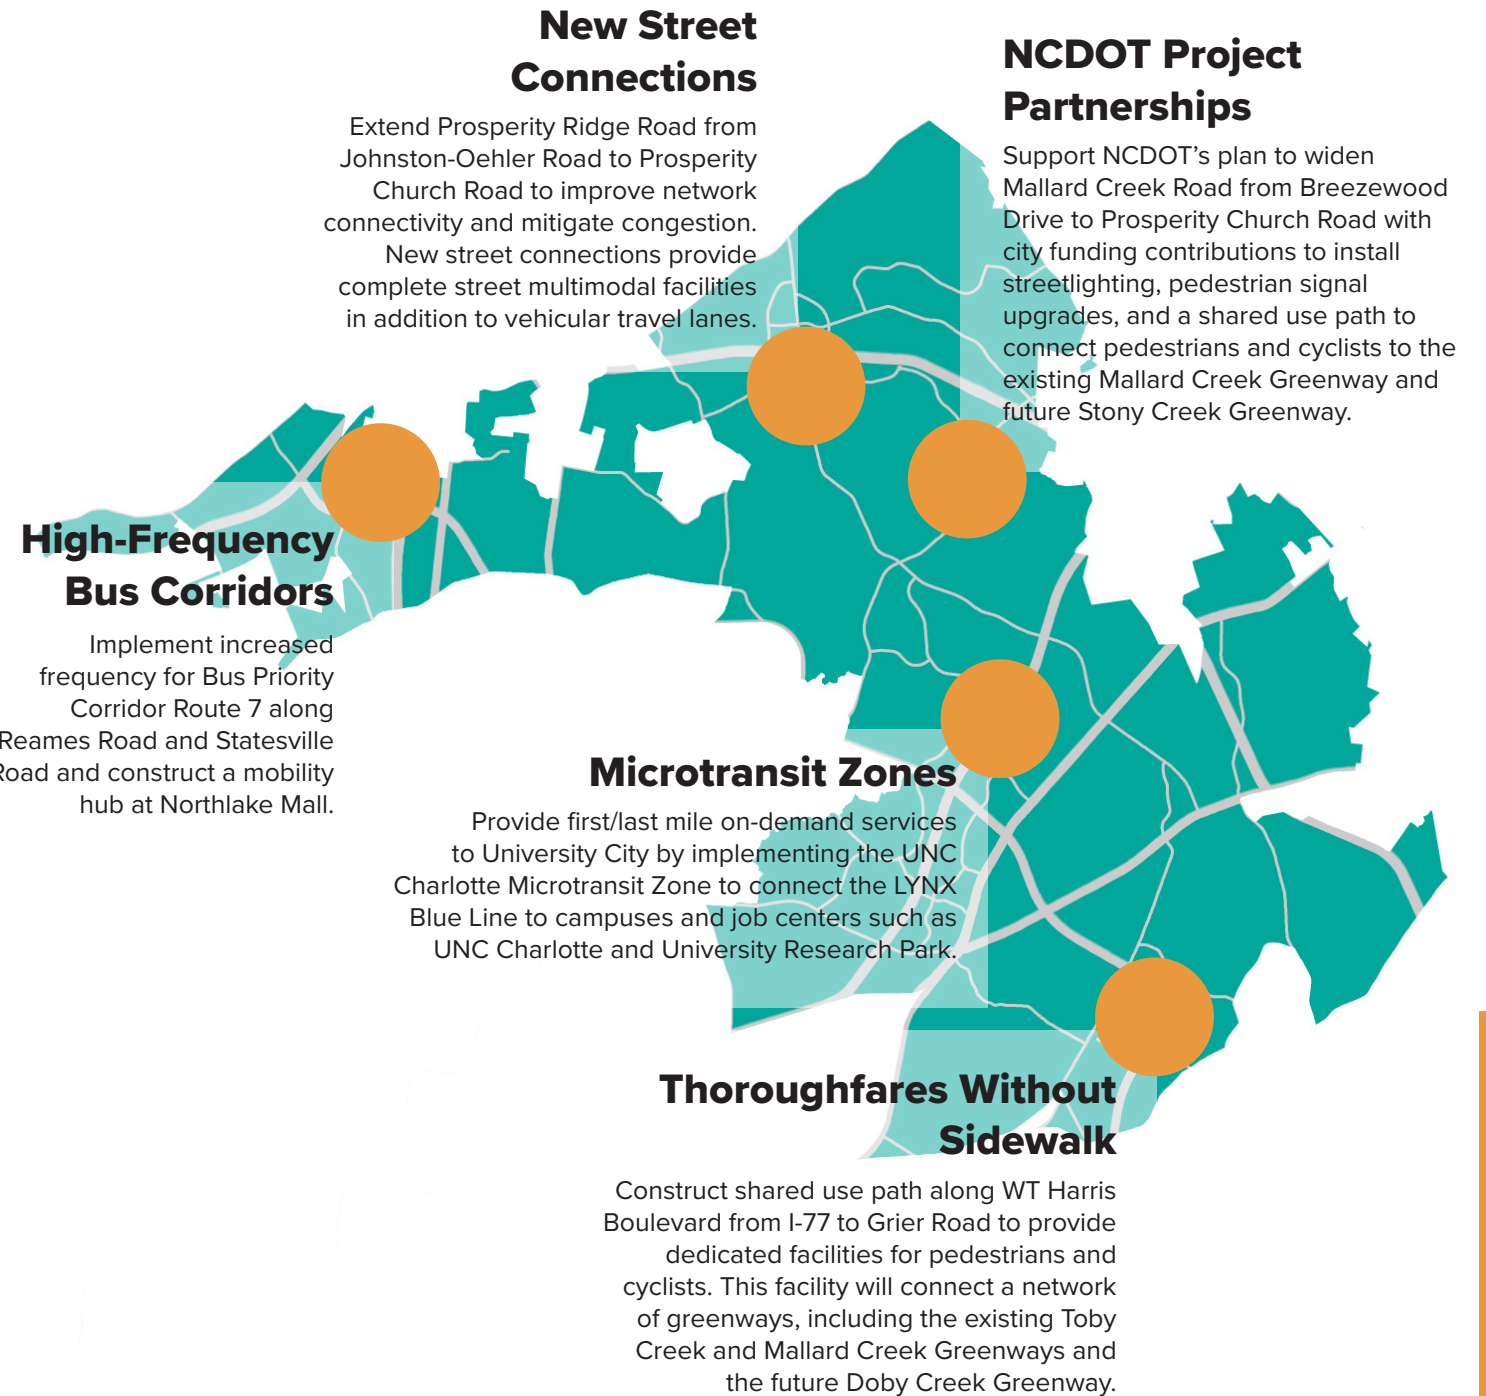 New Street
Connections
Extend Prosperity Ridge Road from
Johnston-Oehler Road to Prosperity
Church Road to improve network
connectivity and mitigate congestion.
New street connections provide
complete street multimodal facilities
in addition to vehicular travel lanes.
NCDOT Project
Partnerships
Support NCDOT’s plan to widen
Mallard Creek Road from Breezewood
Drive to Prosperity Church Road with
city funding contributions to install
streetlighting, pedestrian signal
upgrades, and a shared use path to
connect pedestrians and cyclists to the
existing Mallard Creek Greenway and
future Stony Creek Greenway.
High-Frequency
Bus Corridors
Implement increased
frequency for Bus Priority
Corridor Route 7 along
Reames Road and Statesville
Road and construct a mobility
hub at Northlake Mall.
Microtransit Zones
Provide first/last mile on-demand services
to University City by implementing the UNC
Charlotte Microtransit Zone to connect the LYNX
Blue Line to campuses and job centers such as
UNC Charlotte and University Research Park.
Thoroughfares Without
Sidewalk
Construct shared use path along WT Harris
Boulevard from I-77 to Grier Road to provide
dedicated facilities for pedestrians and
cyclists. This facility will connect a network
of greenways, including the existing Toby
Creek and Mallard Creek Greenways and
the future Doby Creek Greenway.